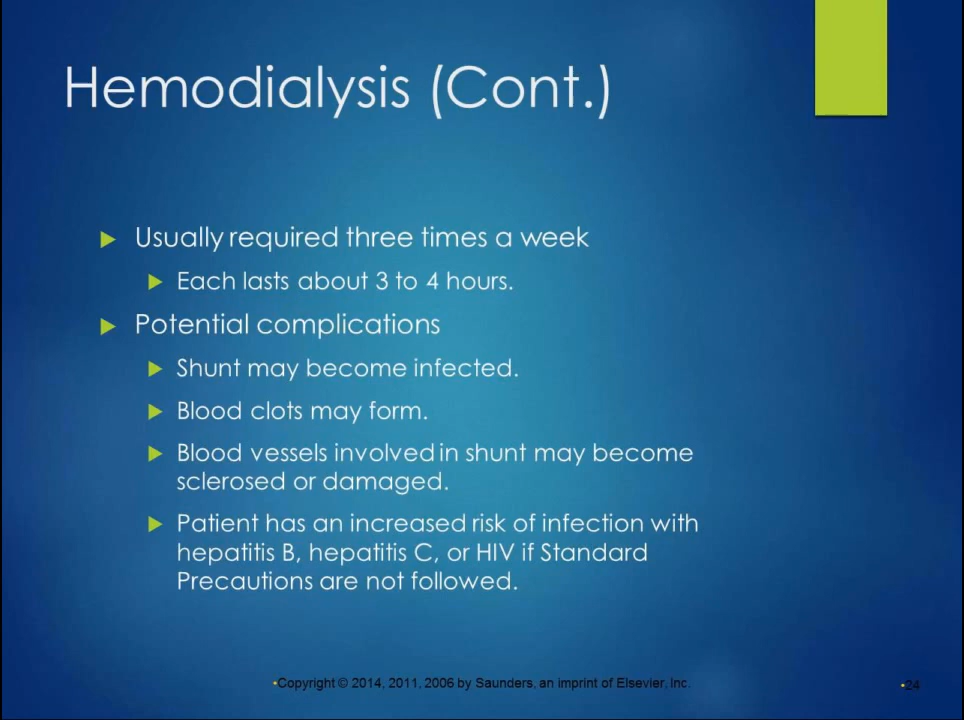 Hemodialysis (Cont.)
Usually required three times a week
Each lasts about 3 to 4 hours.
Potential complications
Shunt may become infected.
Blood clots may form.
Blood vessels involved in shunt may become
sclerosed or damaged.
Patient has an increased risk of infection with
hepatitis B, hepatitis C, or HIV if Standard
Precautions are not followed.
•Copyright © 2014, 2011, 2006 by Saunders, an imprint of Elsevier, Inc.
•24